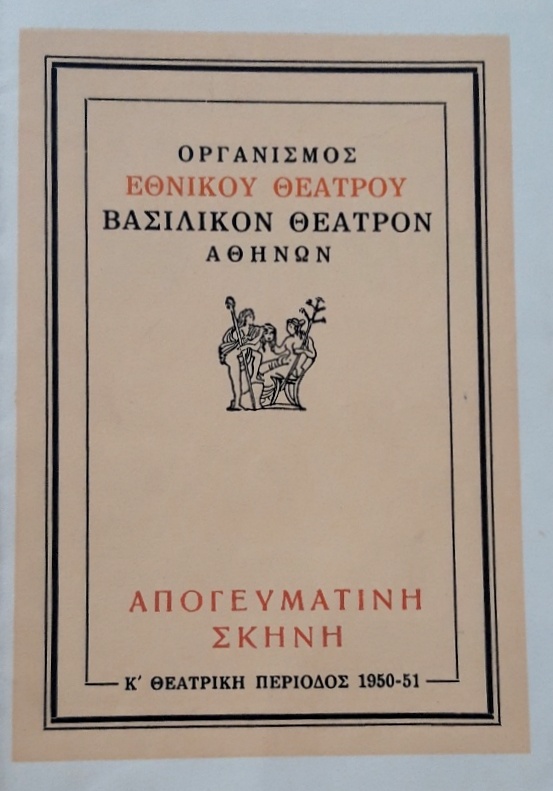 ΟΡΓΑΝΙΣΜΟΣ
ΕΘΝΙΚΟΥ ΘΕΑΤΡΟΥ
ΒΑΣΙΛΙΚΟΝ ΘΕΑΤΡΟΝ
ΑΘΗΝΩΝ
ΑΠΟΓΕΥΜΑΤΙΝΗ
ΣΚΗΝΗ
Κ' ΘΕΑΤΡΙΚΗ ΠΕΡΙΟΔΟΣ 1950-51